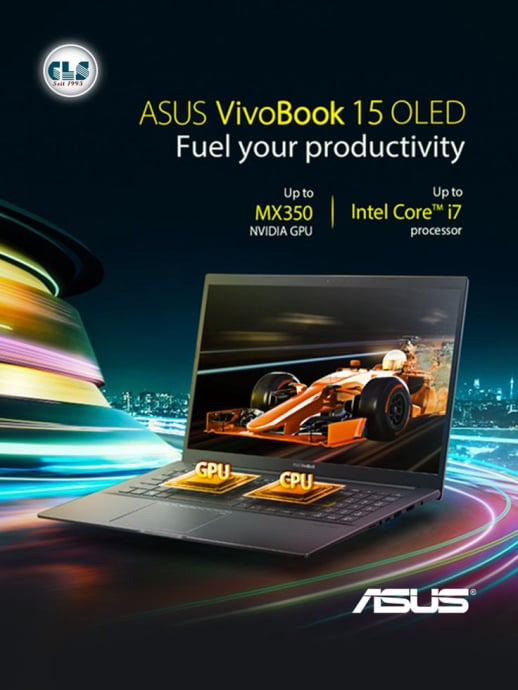 CLS
Seit 1995
ASUS VivoBook 15 OLED
Fuel your productivity
Up to
MX350
NVIDIA GPU
Up to
Intel Core™ i7
processor
GPU
CPU
ASUS®